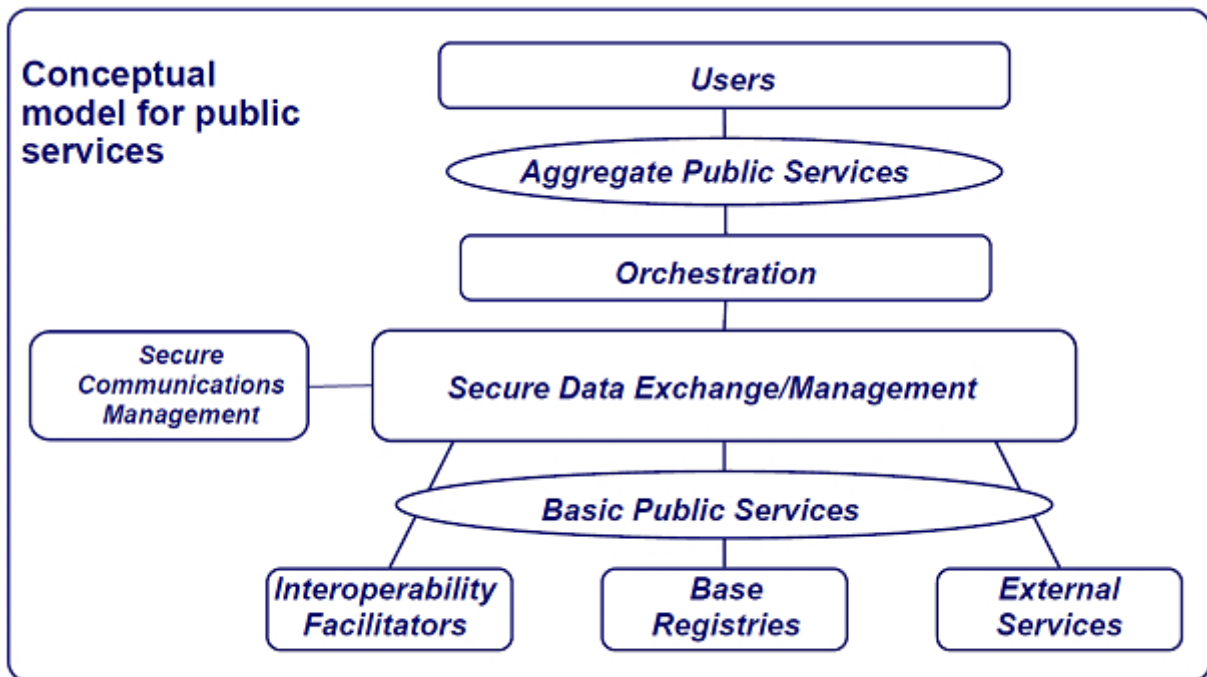 Conceptual
model for public
services
Users
Aggregate Public Services
Orchestration
Secure
Communications
Management
Secure Data Exchange/Management
Basic Public Services
Interoperability
Facilitators
Base
Registries
External
Services